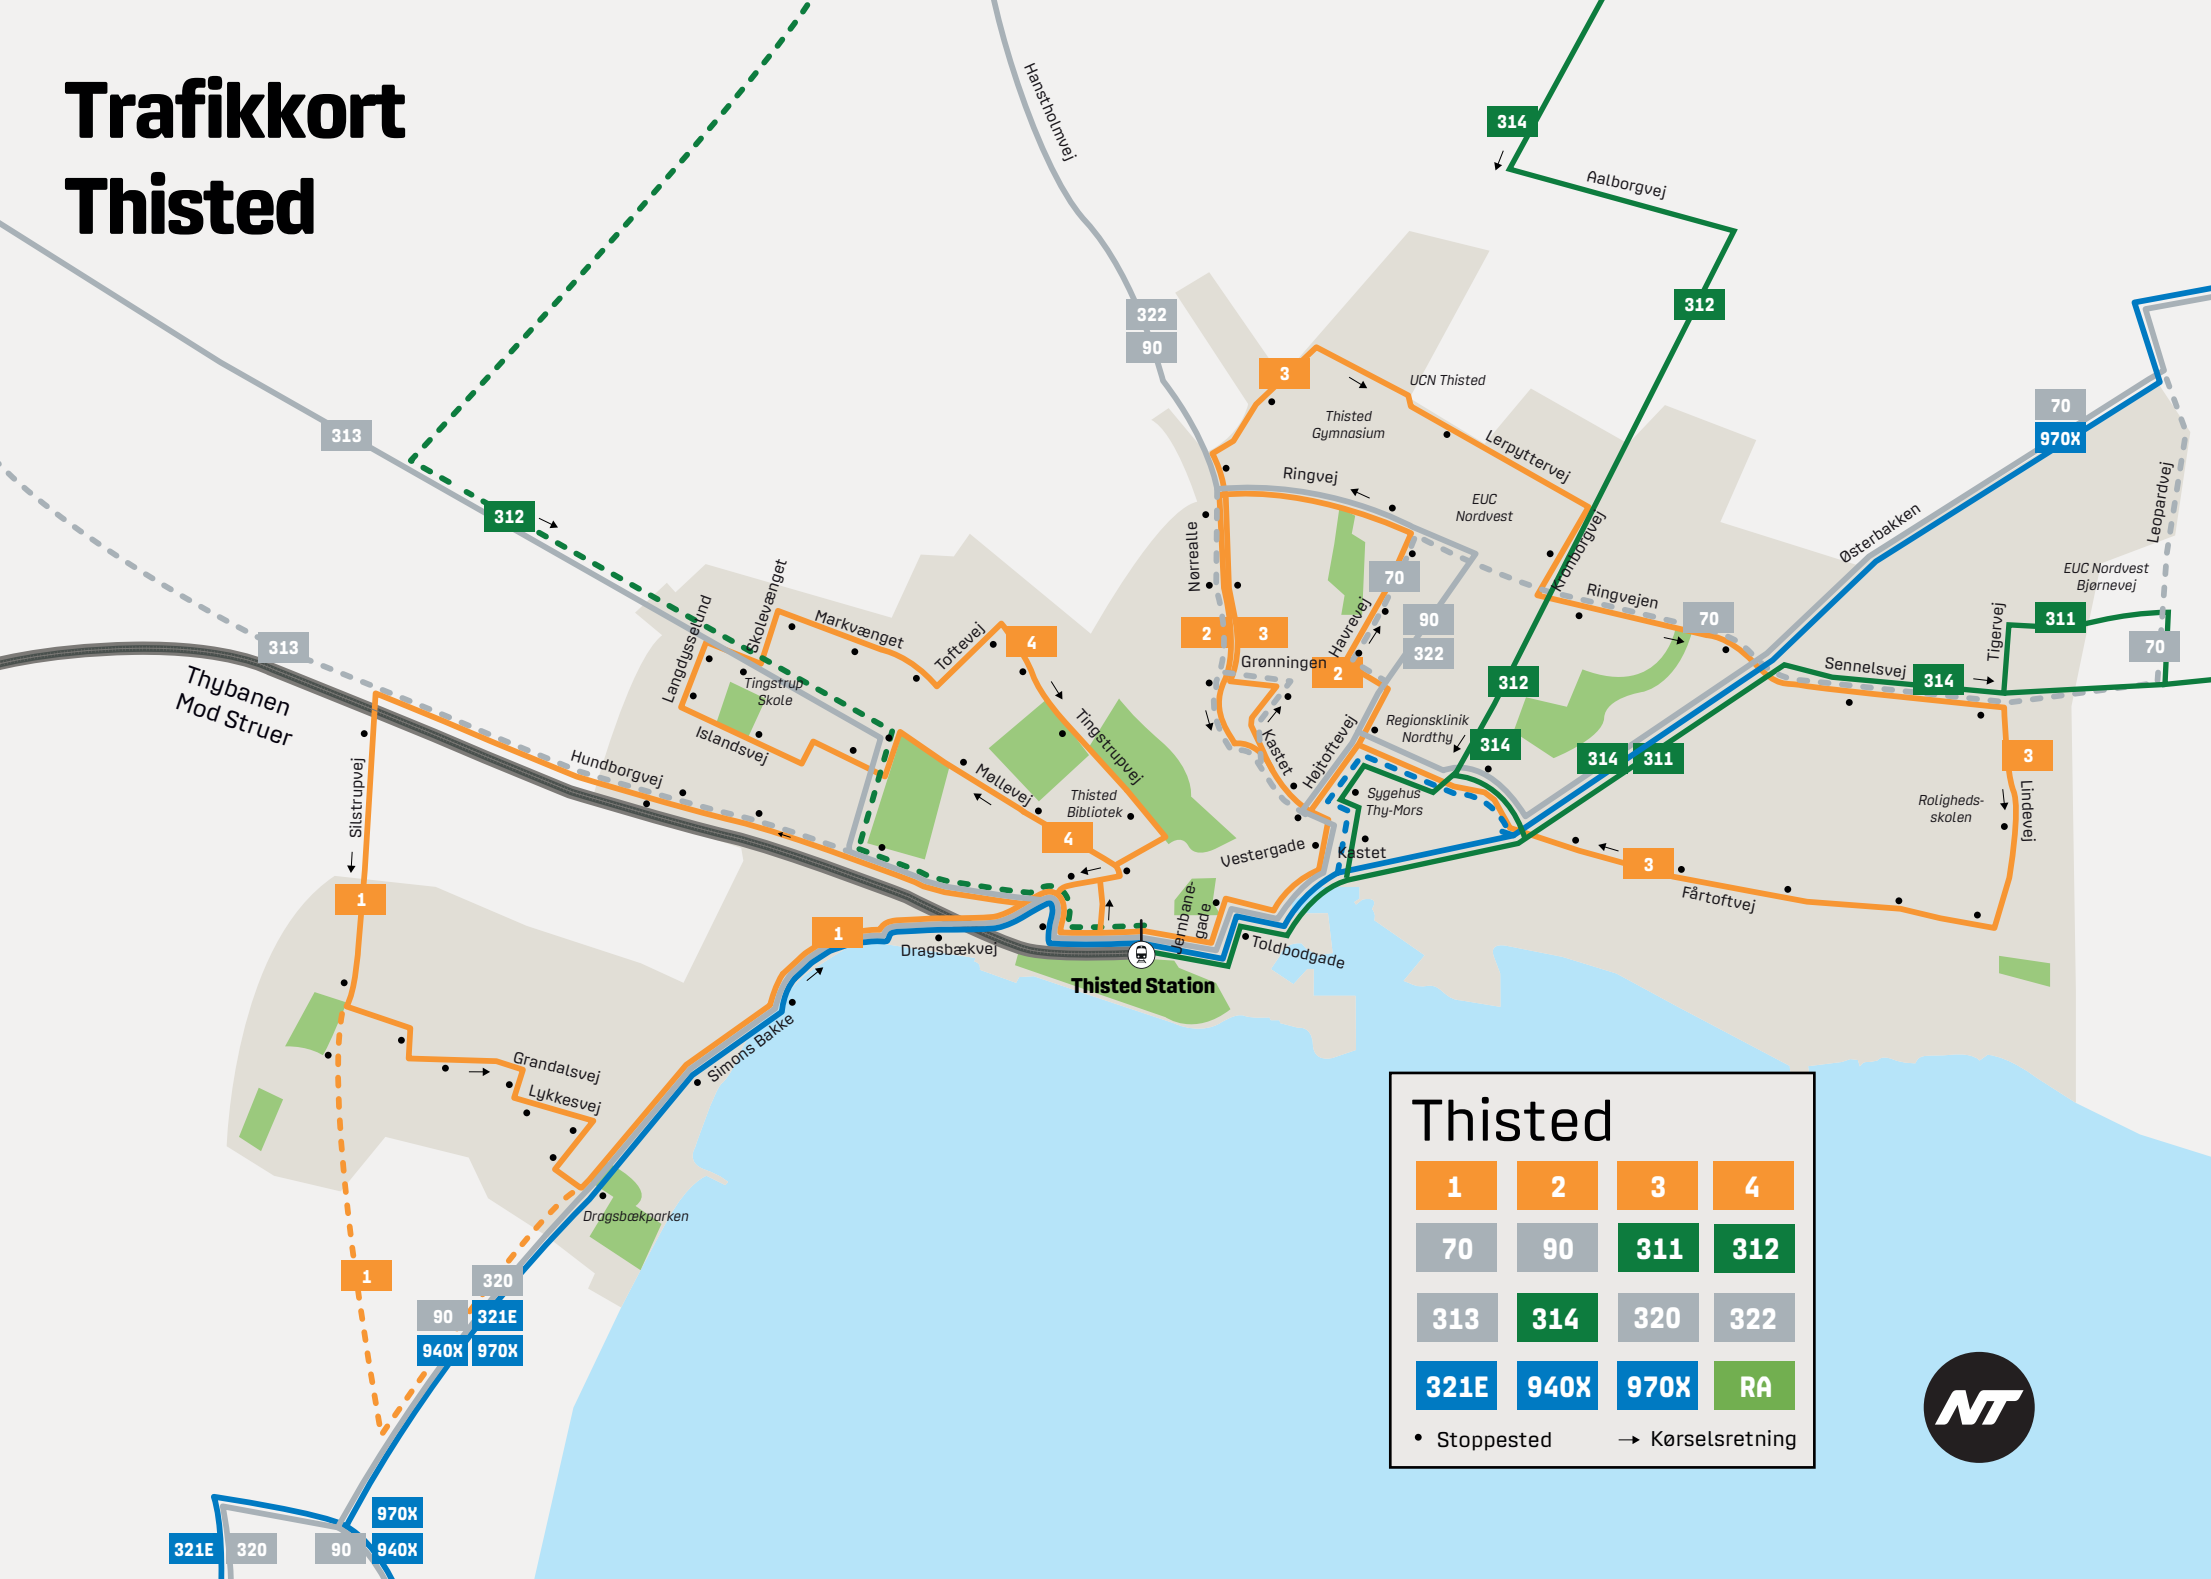 Trafikkort
Thisted
Hanstholmvej
314
Aalborgvej
312
322
90
3
UCN Thisted
Thisted
Gymnasium
Lerpyttervej
70
970X
313
Ringvej
EUC
Nordvest
Leopardvej
312
Østerbakken
Nørrealle
Kronborgvej
EUC Nordvest
Bjørnevej
70
Ringvejen
70
311
Skolevænget
Langdysselund
Markvænget
Toftevej
4
2
3
Havrevej
90
322
Tigervej
313
Grønningen
2
70
Thybanen
Mod Struer
Tingstrup
Skole
312
Sennelsvej
314
Islandsvej
Tingstrupvej
Kastet
Højtoftevej
Regionsklinik
Nordthy
314
314
311
3
Hundborgvej
Møllevej
Silstrupvej
Thisted
Bibliotek
Sygehus
Thy-Mors
Roligheds-
skolen
Lindevej
4
Vestergade
Kastet
3
Fårtoftvej
1
Jernbane-
gade
1
Dragsbækvej
Toldbodgade
Thisted Station
Simons Bakke
Grandalsvej
Lykkesvej
Dragsbækparken
1
320
90
321E
940X
970X
970X
321E
320
90
940X
Thisted
1 2 3 4
70 90 311 312
313 314 320 322
321E 940X 970X RA
Stoppested
Kørselsretning
NT